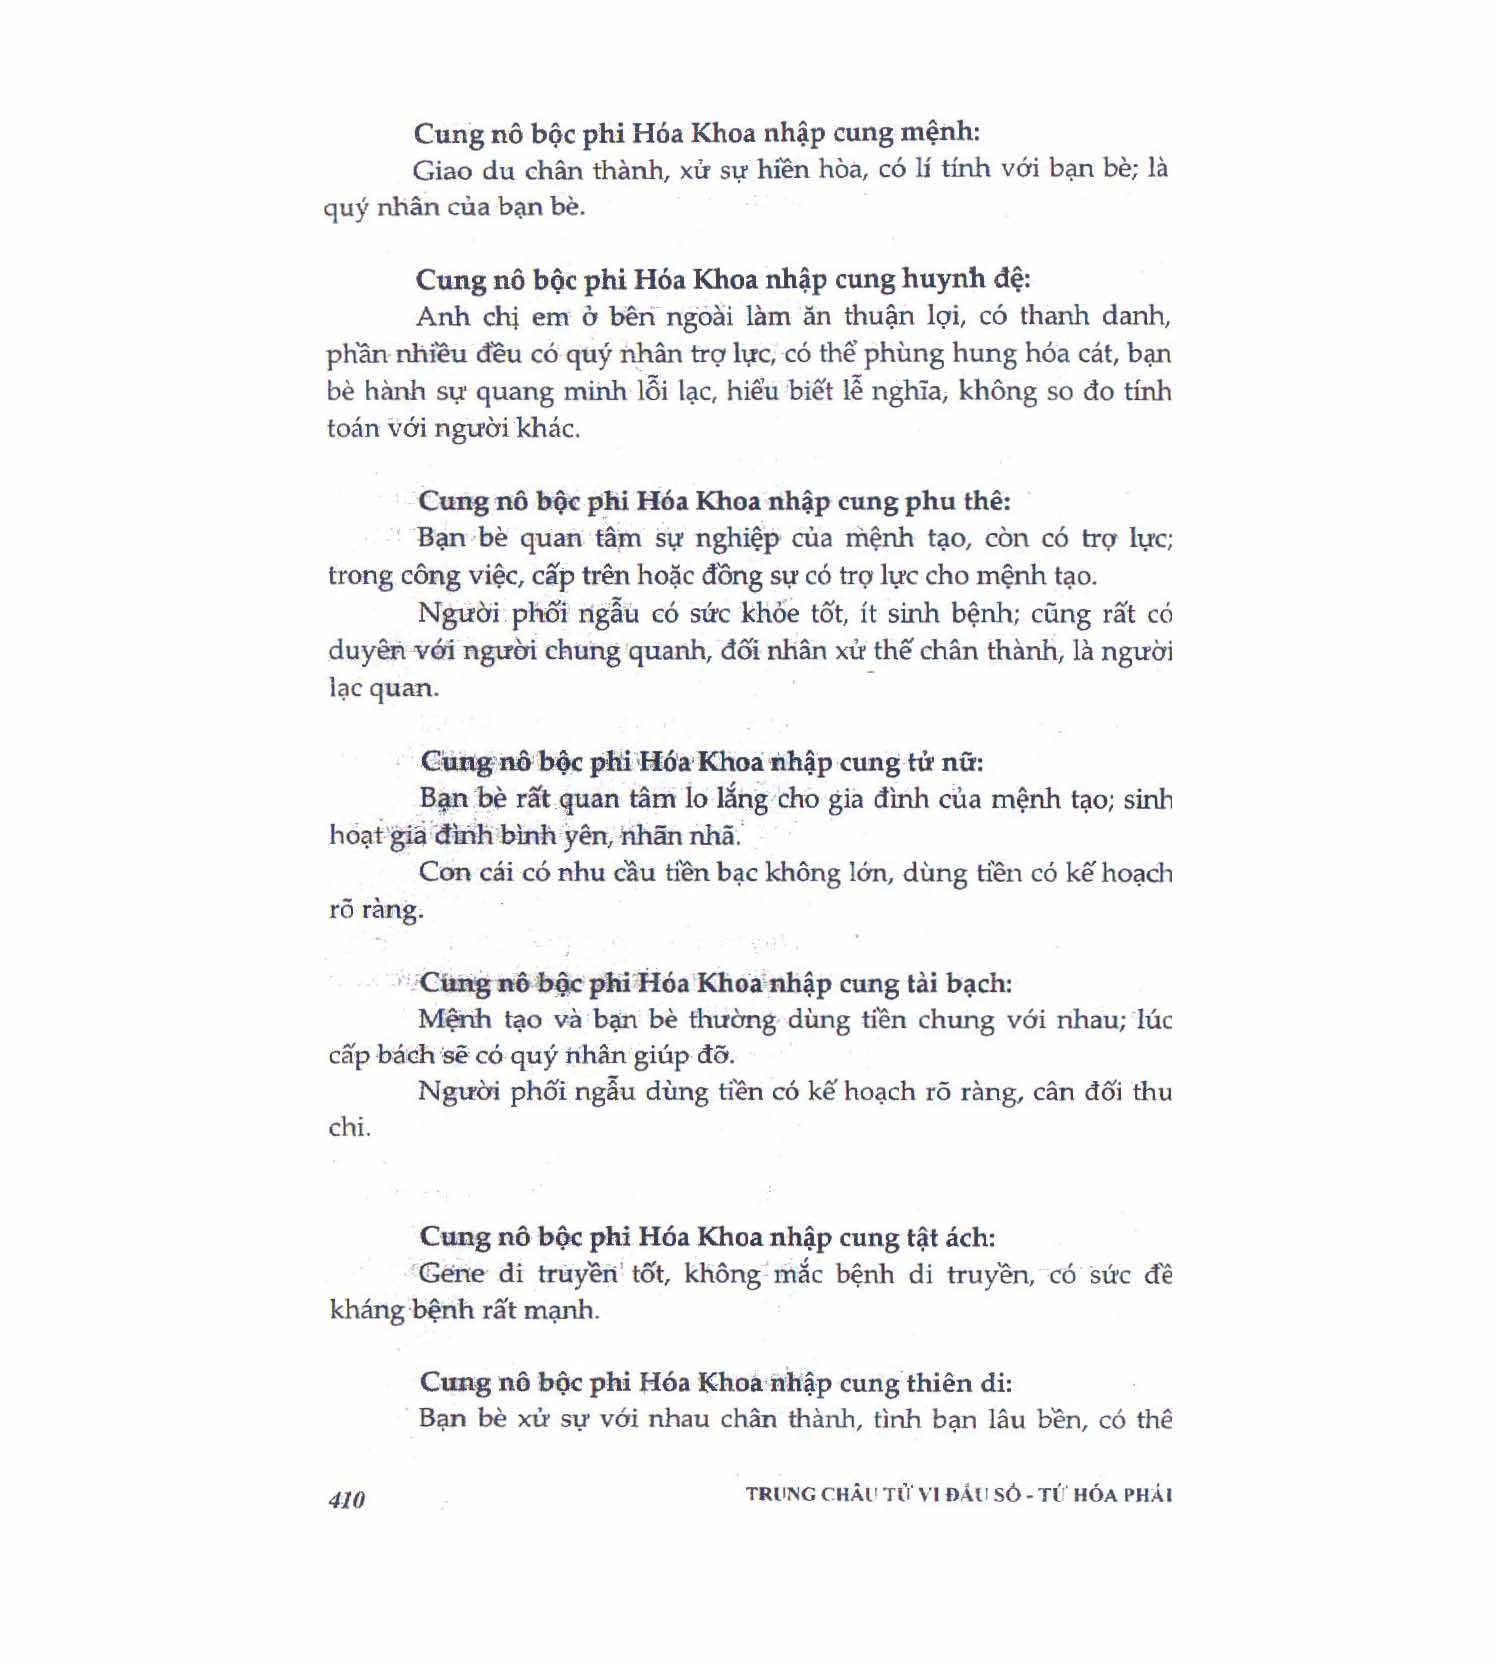 Cung nô bộc phi Hóa Khoa nhập cung mệnh:
Giao du chân thành, xử sự hiền hòa, có lí tính với bạn bè; là
quý nhân của bạn bè.
Cung nô bộc phi Hóa Khoa nhập cung huynh đệ:
Anh chị em ở bên ngoài làm ăn thuận lợi, có thanh danh,
phần nhiều đều có quý nhân trợ lực, có thể phùng hung hóa cát, bạn
bè hành sự quang minh lỗi lạc, hiểu biết lễ nghĩa, không so đo tính
toán với người khác.
Cung nô bộc phi Hóa Khoa nhập cung phu thê:
Bạn bè quan tâm sự nghiệp của mệnh tạo, còn có trợ lực;
trong công việc, cấp trên hoặc đồng sự có trợ lực cho mệnh tạo.
Người phối ngẫu có sức khỏe tốt, ít sinh bệnh; cũng rất có
duyên với người chung quanh, đối nhân xử thế chân thành, là người
lạc quan.
Cung nô bộc phi Hóa Khoa nhập cung tử nữ:
Bạn bè rất quan tâm lo lắng cho gia đình của mệnh tạo; sinh
hoạt gia đình bình yên, nhãn nhã.
Con cái có nhu cầu tiền bạc không lớn, dùng tiền có kế hoạch
rõ ràng.
Cung nô bộc phi Hóa Khoa nhập cung tài bạch:
Mệnh tạo và bạn bè thường dùng tiền chung với nhau; lúc
cấp bách sẽ có quý nhân giúp đỡ.
Người phối ngẫu dùng tiền có kế hoạch rõ ràng, cân đối thu
chi.
Cung nô bộc phi Hóa Khoa nhập cung tật ách:
Gene di truyền tốt, không mắc bệnh di truyền, có sức đề
kháng bệnh rất mạnh.
Cung nô bộc phi Hóa Khoa nhập cung thiên di:
Bạn bè xử sự với nhau chân thành, tình bạn lâu bền, có thể
410
TRUNG CHÂU TỬ VI ĐẨU SỐ - TỨ HÓA PHÁI